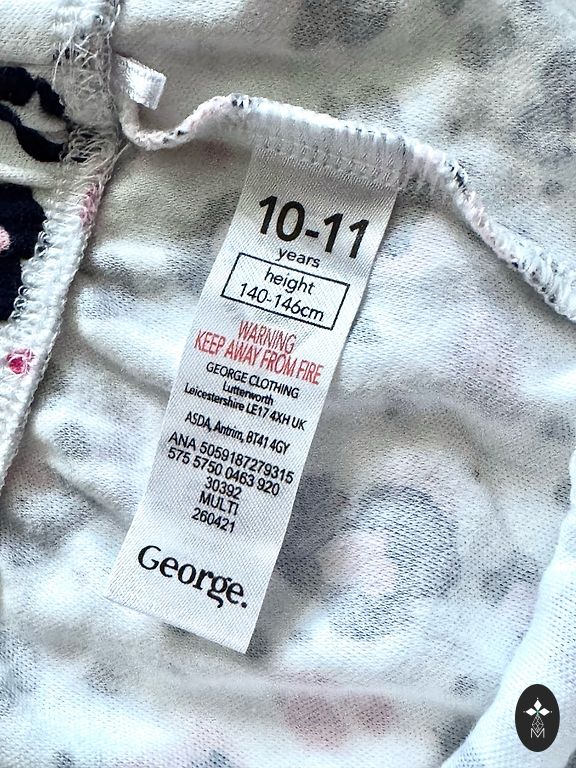 10-11
years
height
140-146cm
WARNING
KEEP AWAY FROM FIRE
GEORGE CLOTHING
Lutterworth
Leicestershire LE17 4XH UK
ASDA, Antrim, BT41 4GY
ANA 5059187279315
575 5750 0463 920
30392
MULTI
260421
George.
M